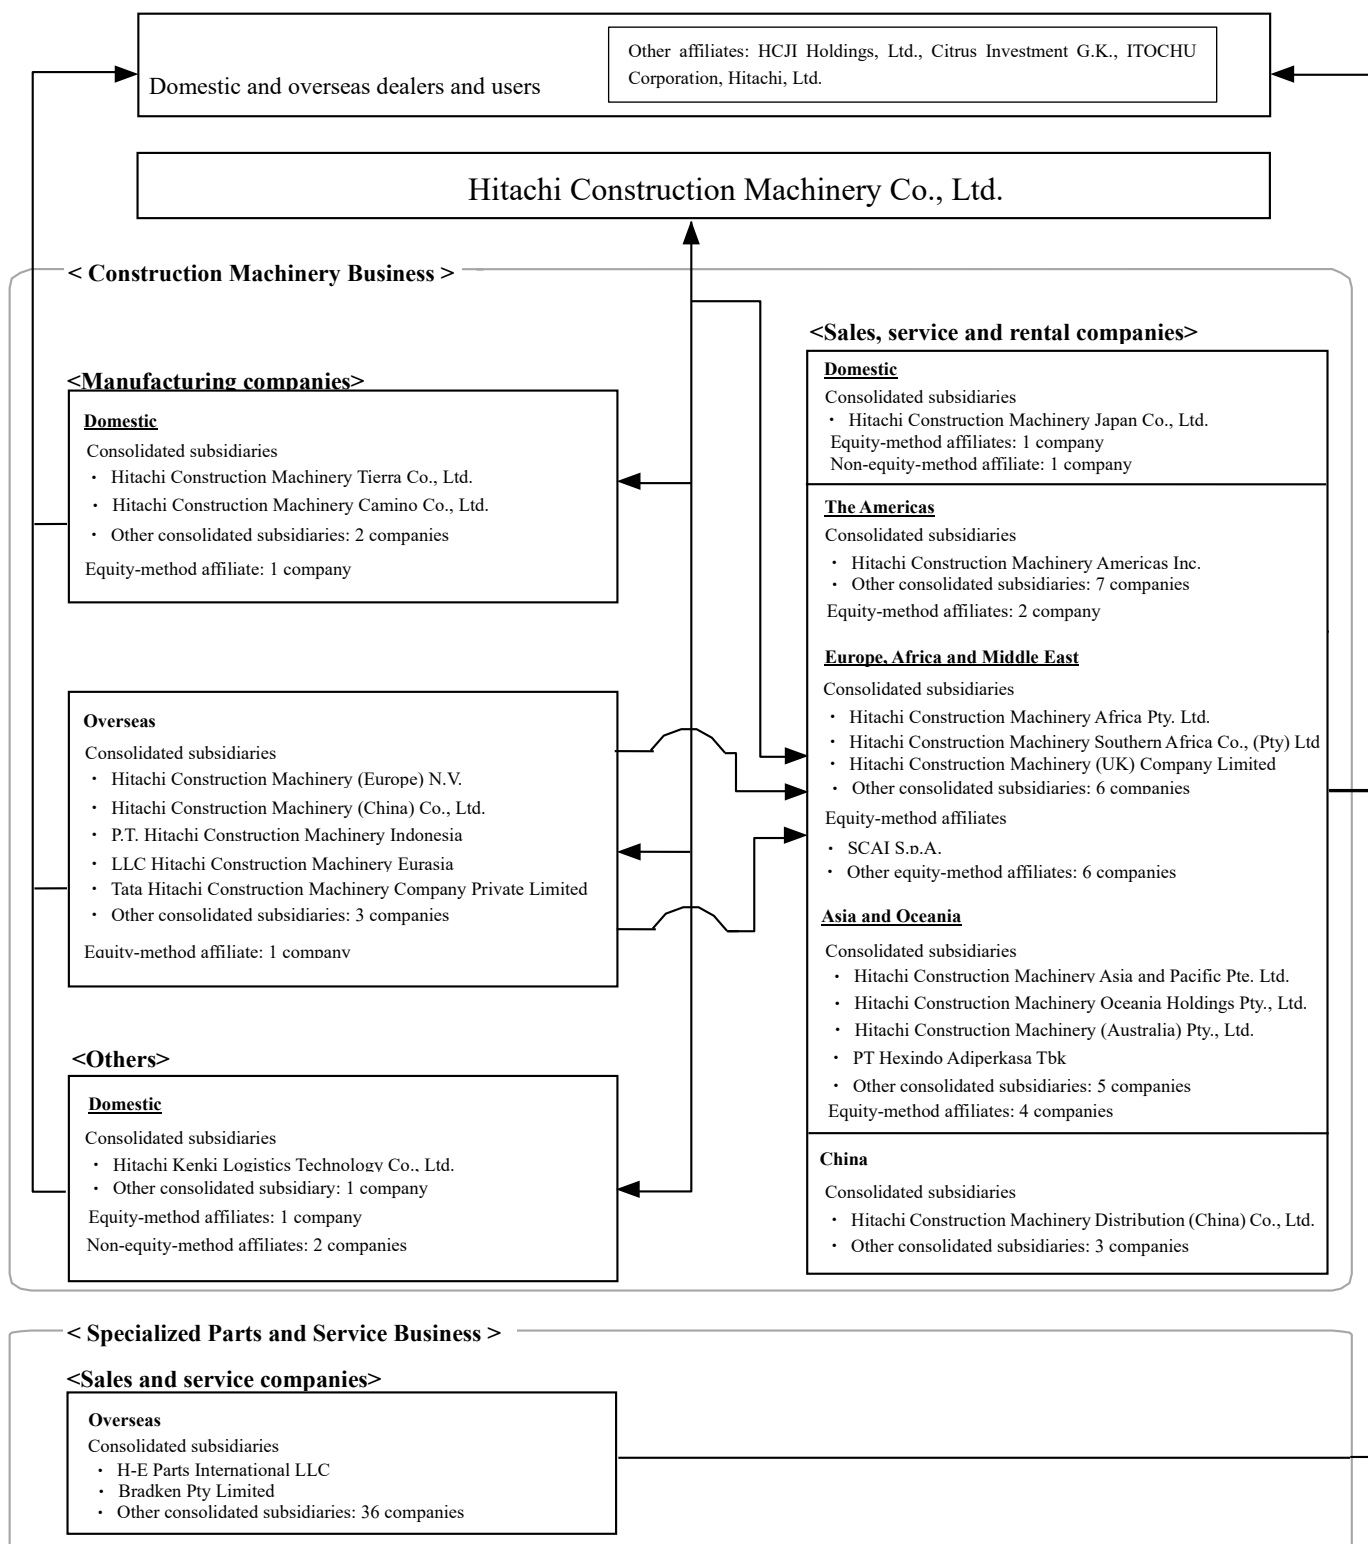 Other affiliates: HCJI Holdings, Ltd., Citrus Investment G.K., ITOCHU
Corporation, Hitachi, Ltd.
Domestic and overseas dealers and users
Hitachi Construction Machinery Co., Ltd.
< Construction Machinery Business >
<Manufacturing companies>
Domestic
Consolidated subsidiaries
・ Hitachi Construction Machinery Tierra Co., Ltd.
・ Hitachi Construction Machinery Camino Co., Ltd.
・ Other consolidated subsidiaries: 2 companies
Equity-method affiliate: 1 company
Overseas
Consolidated subsidiaries
・ Hitachi Construction Machinery (Europe) N.V.
・ Hitachi Construction Machinery (China) Co., Ltd.
・ P.T. Hitachi Construction Machinery Indonesia
・ LLC Hitachi Construction Machinery Eurasia
・ Tata Hitachi Construction Machinery Company Private Limited
・ Other consolidated subsidiaries: 3 companies
Equity-method affiliate: 1 company
<Others>
Domestic
Consolidated subsidiaries
・ Hitachi Kenki Logistics Technology Co., Ltd.
・ Other consolidated subsidiary: 1 company
Equity-method affiliates: 1 company
Non-equity-method affiliates: 2 companies
<Sales, service and rental companies>
Domestic
Consolidated subsidiaries
・ Hitachi Construction Machinery Japan Co., Ltd.
Equity-method affiliates: 1 company
Non-equity-method affiliate: 1 company
The Americas
Consolidated subsidiaries
・ Hitachi Construction Machinery Americas Inc.
・ Other consolidated subsidiaries: 7 companies
Equity-method affiliates: 2 company
Europe, Africa and Middle East
Consolidated subsidiaries
・ Hitachi Construction Machinery Africa Pty. Ltd.
・ Hitachi Construction Machinery Southern Africa Co., (Pty) Ltd
・ Hitachi Construction Machinery (UK) Company Limited
・ Other consolidated subsidiaries: 6 companies
Equity-method affiliates
・ SCAI S.p.A.
・ Other equity-method affiliates: 6 companies
Asia and Oceania
Consolidated subsidiaries
・ Hitachi Construction Machinery Asia and Pacific Pte. Ltd.
・ Hitachi Construction Machinery Oceania Holdings Pty., Ltd.
・ Hitachi Construction Machinery (Australia) Pty., Ltd.
・ PT Hexindo Adiperkasa Tbk
・ Other consolidated subsidiaries: 5 companies
Equity-method affiliates: 4 companies
China
Consolidated subsidiaries
・ Hitachi Construction Machinery Distribution (China) Co., Ltd.
・ Other consolidated subsidiaries: 3 companies
< Specialized Parts and Service Business >
<Sales and service companies>
Overseas
Consolidated subsidiaries
・ H-E Parts International LLC
・ Bradken Pty Limited
・ Other consolidated subsidiaries: 36 companies